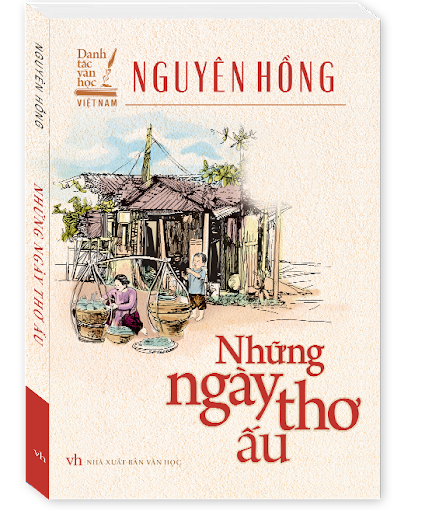 Danh
tác văn
học
VIỆT NAM
NGUYÊN HỒNG
Những
ngày thơ
ấu
vh NHÀ XUẤT BẢN VĂN HỌC
NGUYÊN HỒNG
NHỮNG NGÀY THƠ ẤU
vh